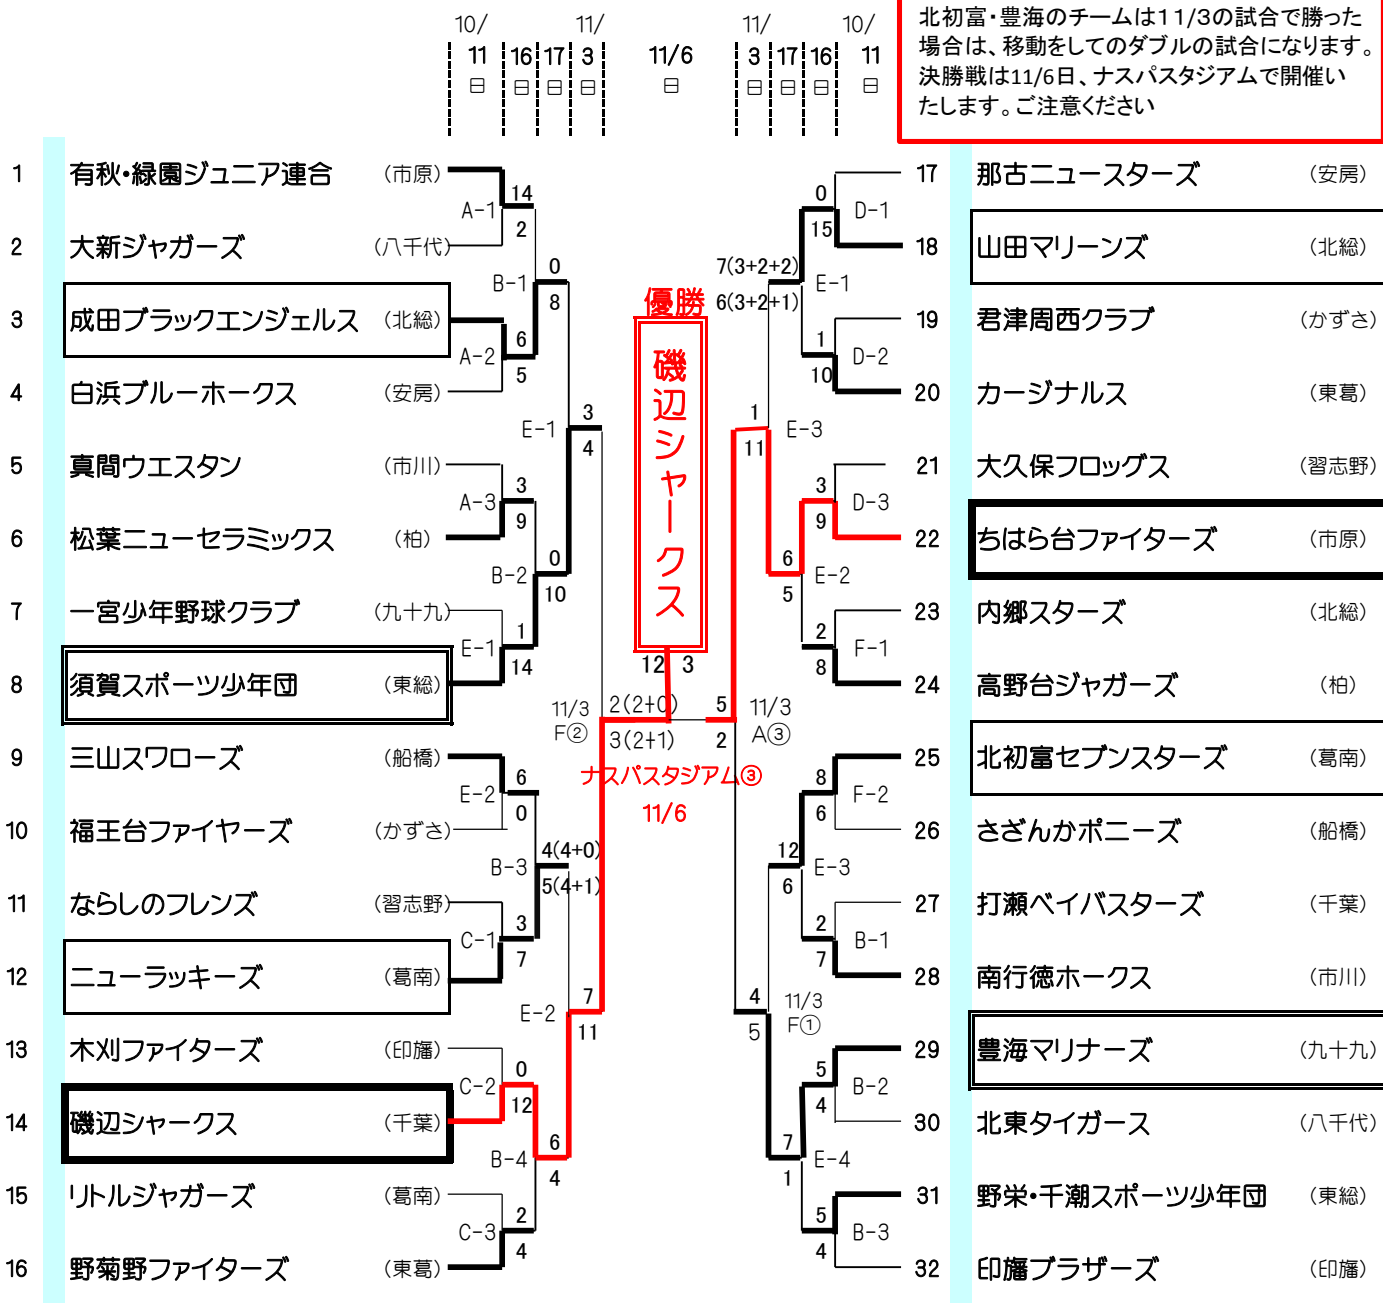 北初富・豊海のチームは11/3の試合で勝った
場合は、移動をしてのダブルの試合になります。
決勝戦は11/6日、ナスパスタジアムで開催い
たします。ご注意ください
10/ 11/ 11/ 10/
11 16 17 3 11/6 3 17 16 11
日 日 日 日 日 日 日 日 日
1 有秋・緑園ジュニア連合 (市原)
A-1 14
2
2 大新ジャガーズ (八千代)
B-1 0
8
3 成田ブラックエンジェルス (北総)
A-2 6
5
4 白浜ブルーホークス (安房)
E-1 3
4
5 真間ウエスタン (市川)
A-3 3
9
6 松葉ニューセラミックス (柏)
B-2 0
10
7 一宮少年野球クラブ (九十九)
E-1 1
14
8 須賀スポーツ少年団 (東総)
11/3 2(2+0)
F② 3(2+1)
9 三山スワローズ (船橋)
E-2 6
0
10 福王台ファイヤーズ (かずさ)
B-3 4(4+0)
5(4+1)
11 ならしのフレンズ (習志野)
C-1 3
7
12 ニューラッキーズ (葛南)
E-2 7
11
13 木刈ファイターズ (印旛)
C-2 0
12
14 磯辺シャークス (千葉)
B-4 6
4
15 リトルジャガーズ (葛南)
C-3 2
4
16 野菊野ファイターズ (東葛)
優勝
磯辺シャークス
12 3
ナスパスタジアム③
11/6
17 那古ニュースターズ (安房)
0 D-1
15
18 山田マリーンズ (北総)
7(3+2+2) E-1
6(3+2+1)
19 君津周西クラブ (かずさ)
1 D-2
10
20 カージナルス (東葛)
1 E-3
11
21 大久保フロッグス (習志野)
3 D-3
9
22 ちはら台ファイターズ (市原)
6 E-2
5
23 内郷スターズ (北総)
2 F-1
8
24 高野台ジャガーズ (柏)
5 11/3
2 A③
25 北初富セブンスターズ (葛南)
8 F-2
6
26 さざんかポニーズ (船橋)
12 E-3
6
27 打瀬ベイバスターズ (千葉)
2 B-1
7
28 南行徳ホークス (市川)
4 11/3
5 F①
29 豊海マリナーズ (九十九)
5 B-2
4
30 北東タイガース (八千代)
7 E-4
1
31 野栄・千潮スポーツ少年団 (東総)
5 B-3
4
32 印旛ブラザーズ (印旛)